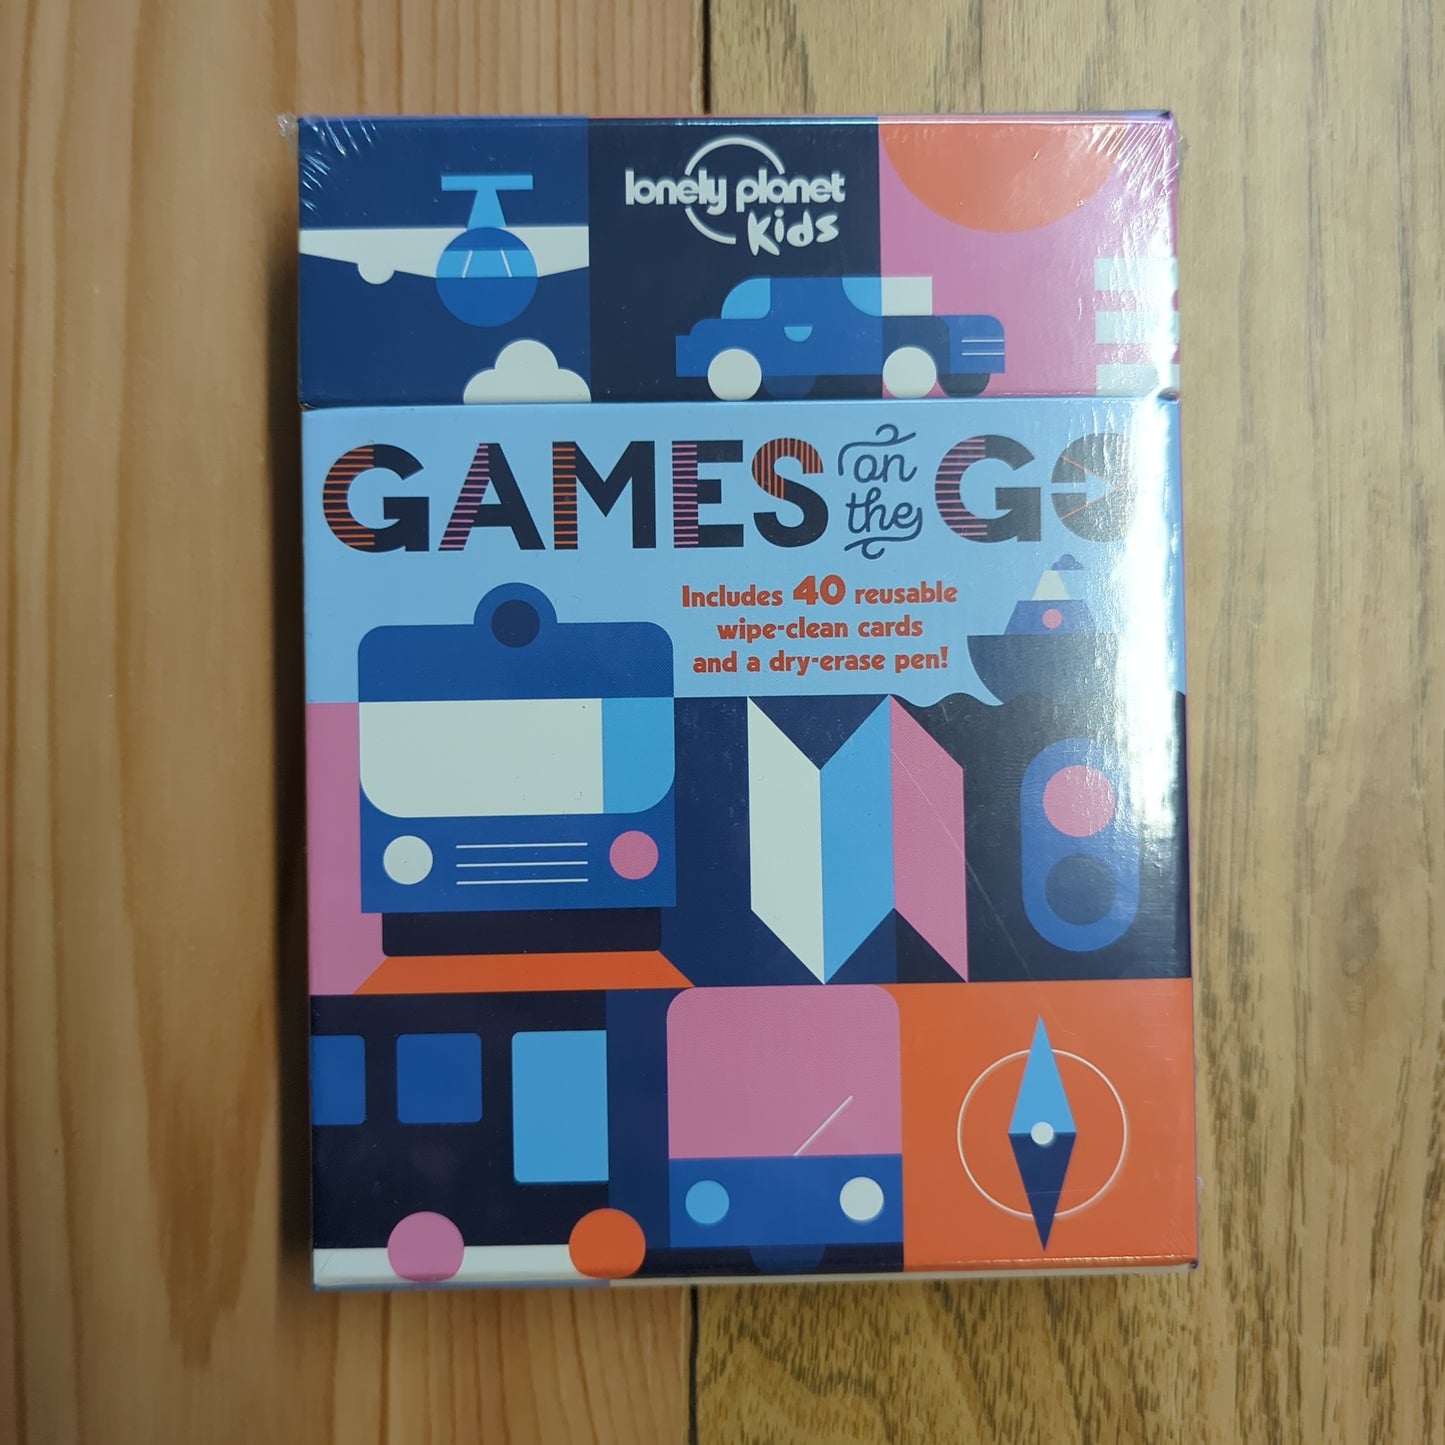 lonely planet
kids
GAMES on the GO
Includes 40 reusable
wipe-clean cards
and a dry-erase pen!